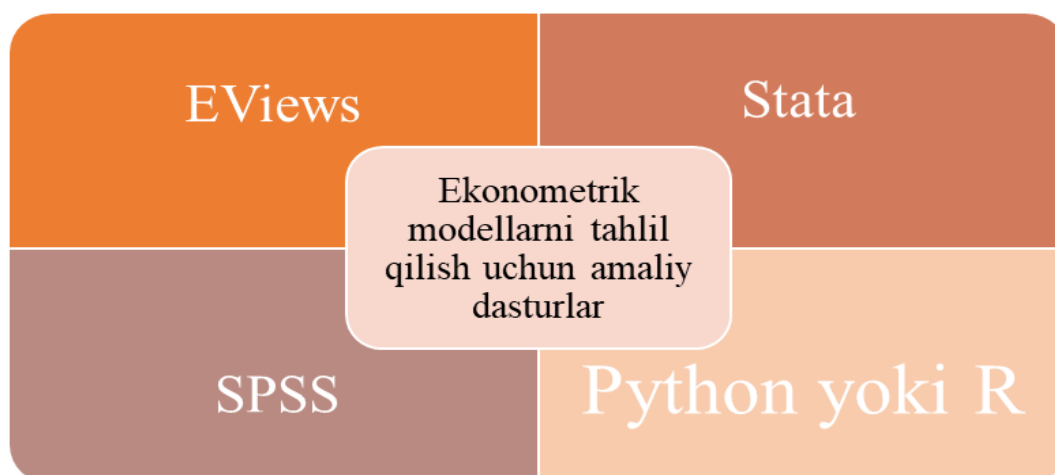 EViews
Stata
Ekonometrik
modellarni tahlil
qilish uchun amaliy
dasturlar
SPSS
Python yoki R